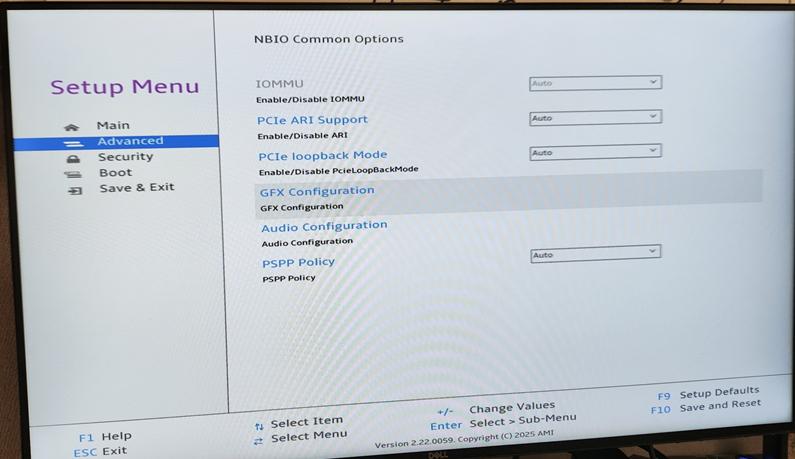 NBIO Common Options
Setup Menu
Main
Advanced
Security
Boot
Save & Exit
IOMMU Auto
Enable/Disable IOMMU
PCIe ARI Support Auto
Enable/Disable ARI
PCIe loopback Mode Auto
Enable/Disable PcieLoopBackMode
GFX Configuration
GFX Configuration
Audio Configuration
Audio Configuration
PSPP Policy Auto
PSPP Policy
F1 Help
ESC Exit
Select Item
Select Menu
+/- Change Values
Enter Select > Sub-Menu
F9 Setup Defaults
F10 Save and Reset
Version 2.22.0059. Copyright (C) 2025 AMI
DELL